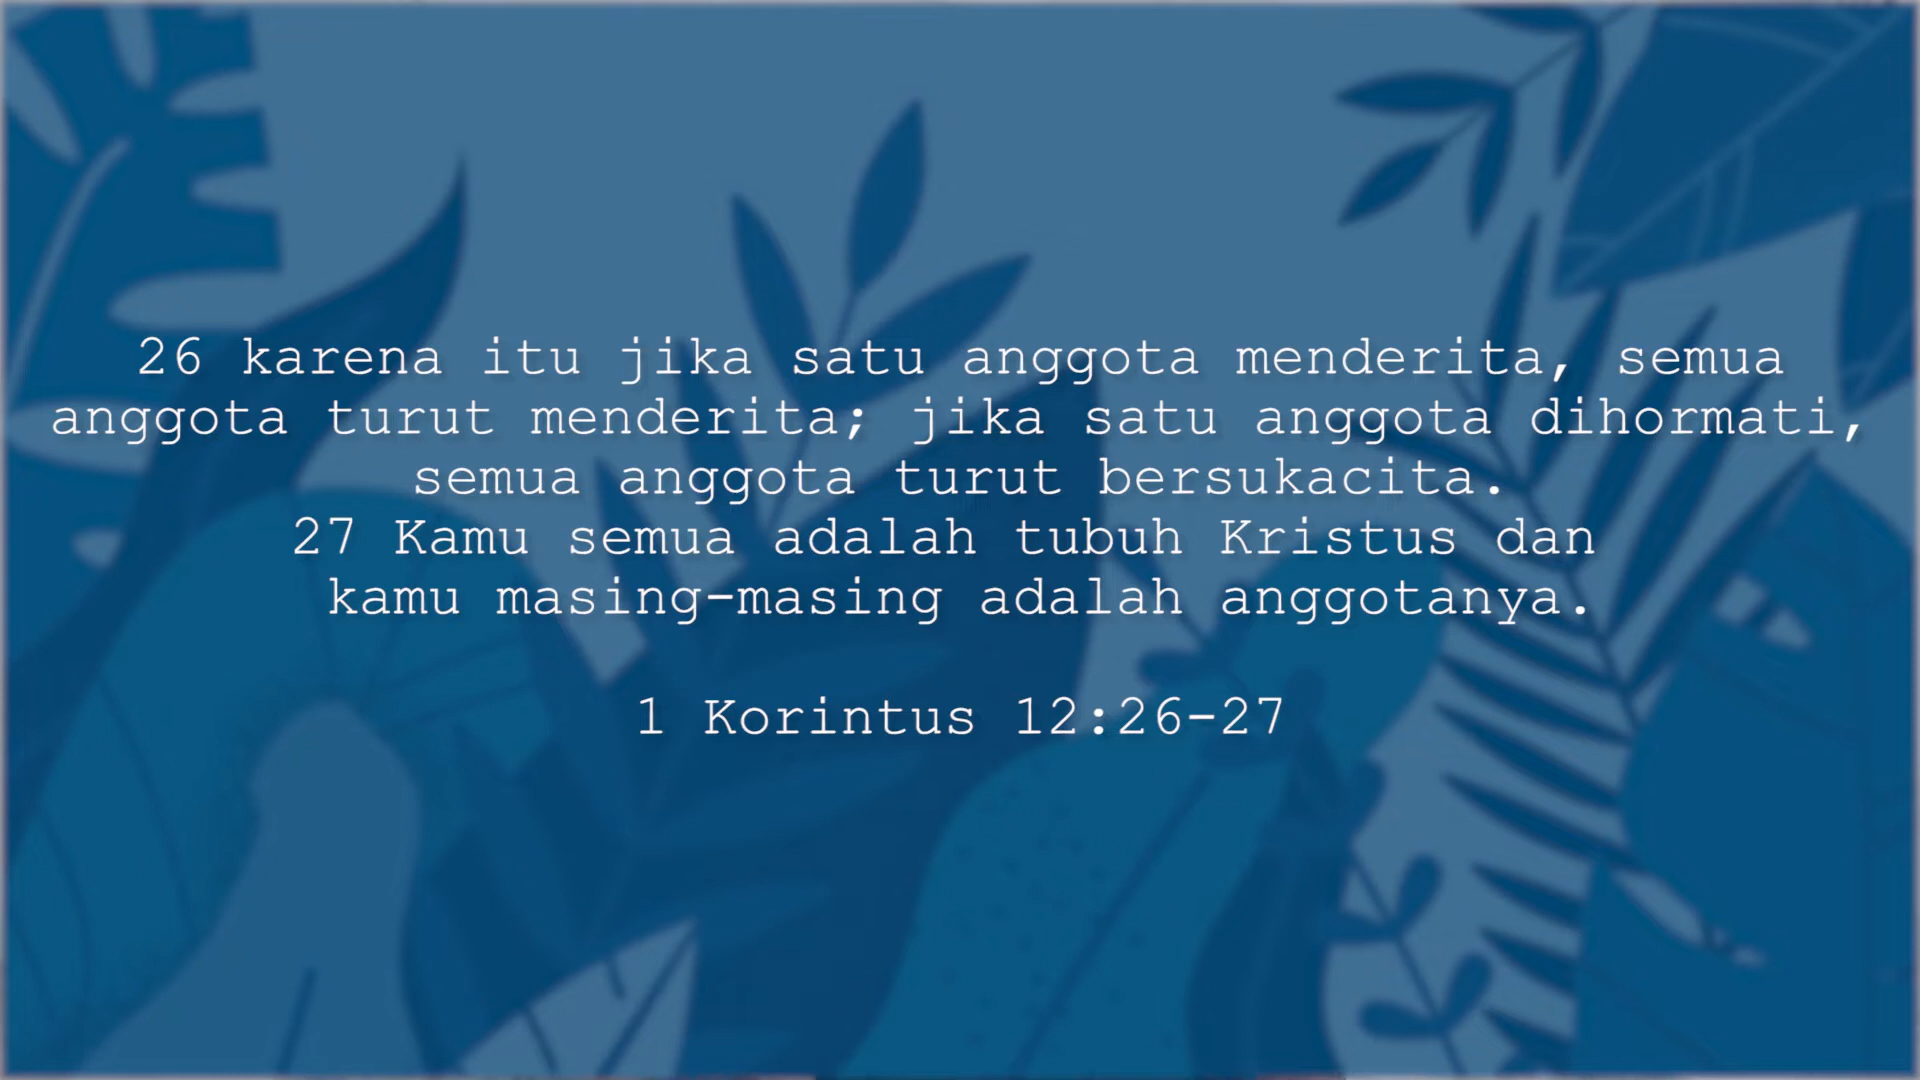 26 karena itu jika satu anggota menderita, semua
anggota turut menderita; jika satu anggota dihormati,
semua anggota turut bersukacita.
27 Kamu semua adalah tubuh Kristus dan
kamu masing-masing adalah anggotanya.
1 Korintus 12:26-27